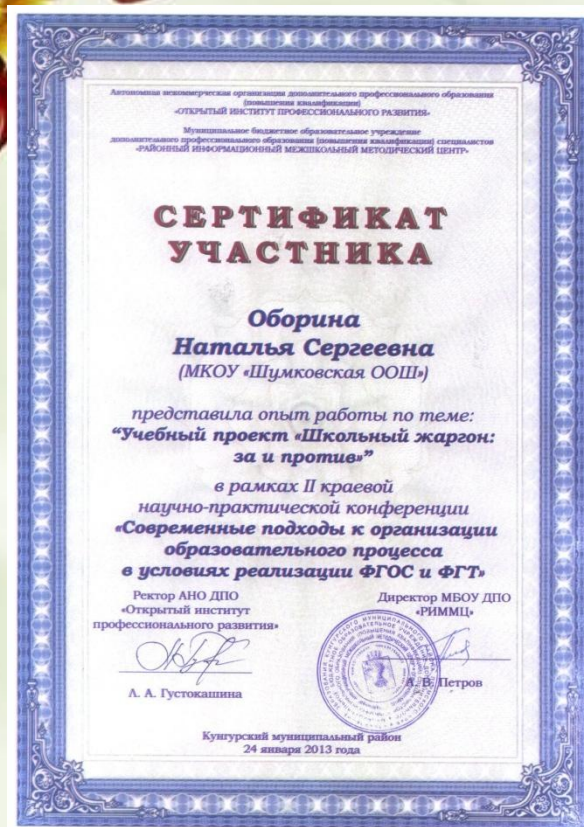 Автономная некоммерческая организация дополнительного профессионального образования
(повышения квалификации)
«ОТКРЫТЫЙ ИНСТИТУТ ПРОФЕССИОНАЛЬНОГО РАЗВИТИЯ»
Муниципальное бюджетное образовательное учреждение
дополнительного профессионального образования (повышения квалификации) специалистов
«РАЙОННЫЙ ИНФОРМАЦИОННЫЙ МЕЖШКОЛЬНЫЙ МЕТОДИЧЕСКИЙ ЦЕНТР»
СЕРТИФИКАТ
УЧАСТНИКА
Оборина
Наталья Сергеевна
(МКОУ «Шумковская ООШ»)
представила опыт работы по теме:
“Учебный проект «Школьный жаргон:
за и против»”
в рамках II краевой
научно-практической конференции
«Современные подходы к организации
образовательного процесса
в условиях реализации ФГОС и ФГТ»
Ректор АНО ДПО
«Открытый институт
профессионального развития»
Л. А. Густокашина
Директор МБОУ ДПО
«РИММЦ»
А. В. Петров
Кунгурский муниципальный район
24 января 2013 года